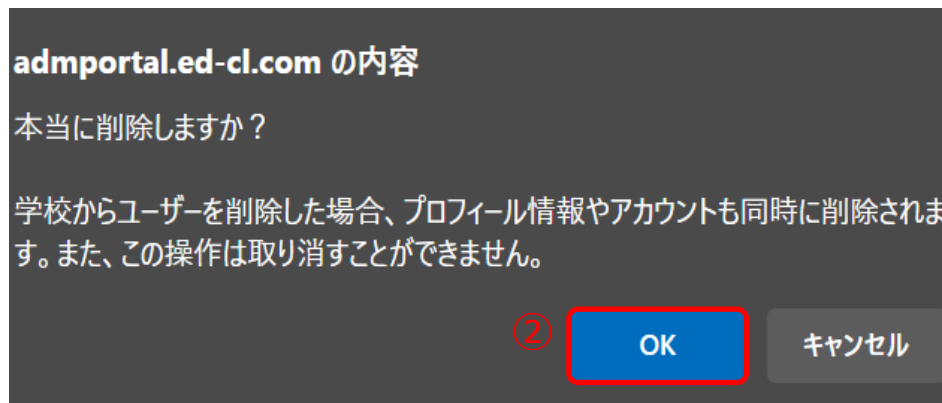 admportal.ed-cl.com の内容
本当に削除しますか？
学校からユーザーを削除した場合、プロフィール情報やアカウントも同時に削除されま
す。また、この操作は取り消すことができません。
② OK キャンセル